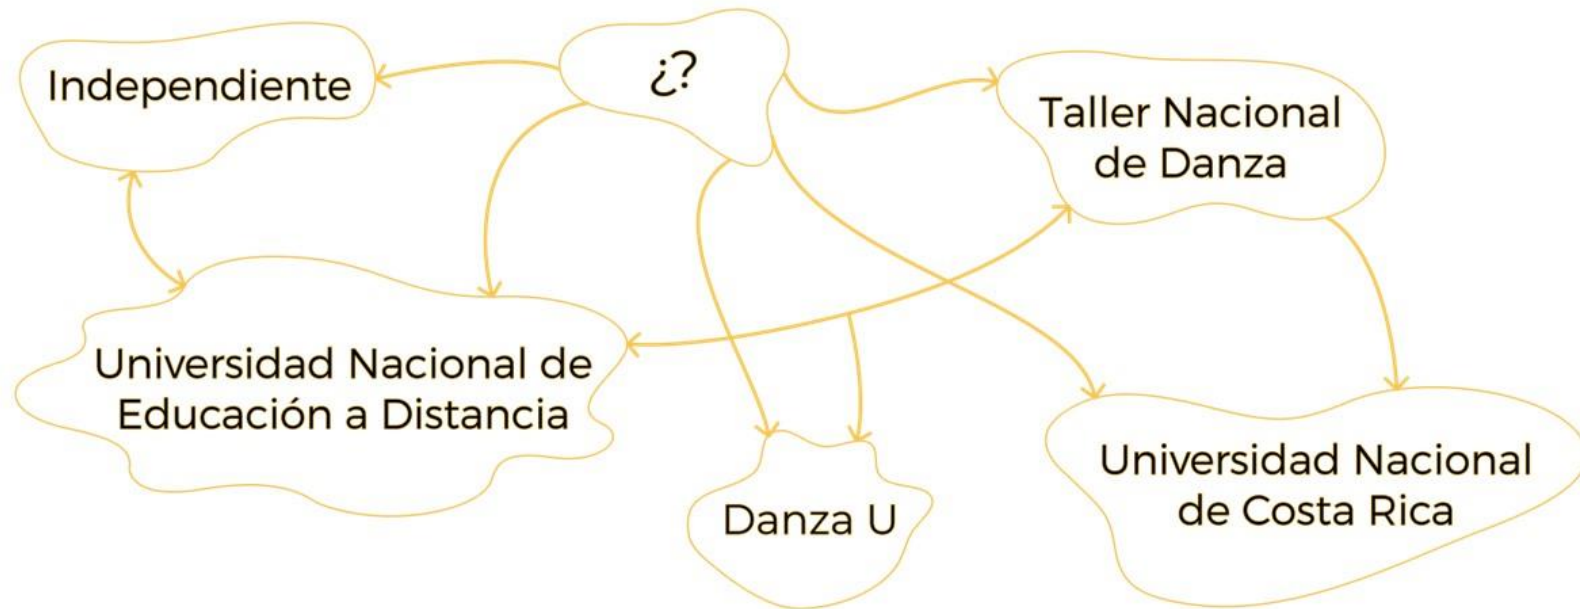 Independiente
¿?
Taller Nacional
de Danza
Universidad Nacional de
Educación a Distancia
Danza U
Universidad Nacional
de Costa Rica